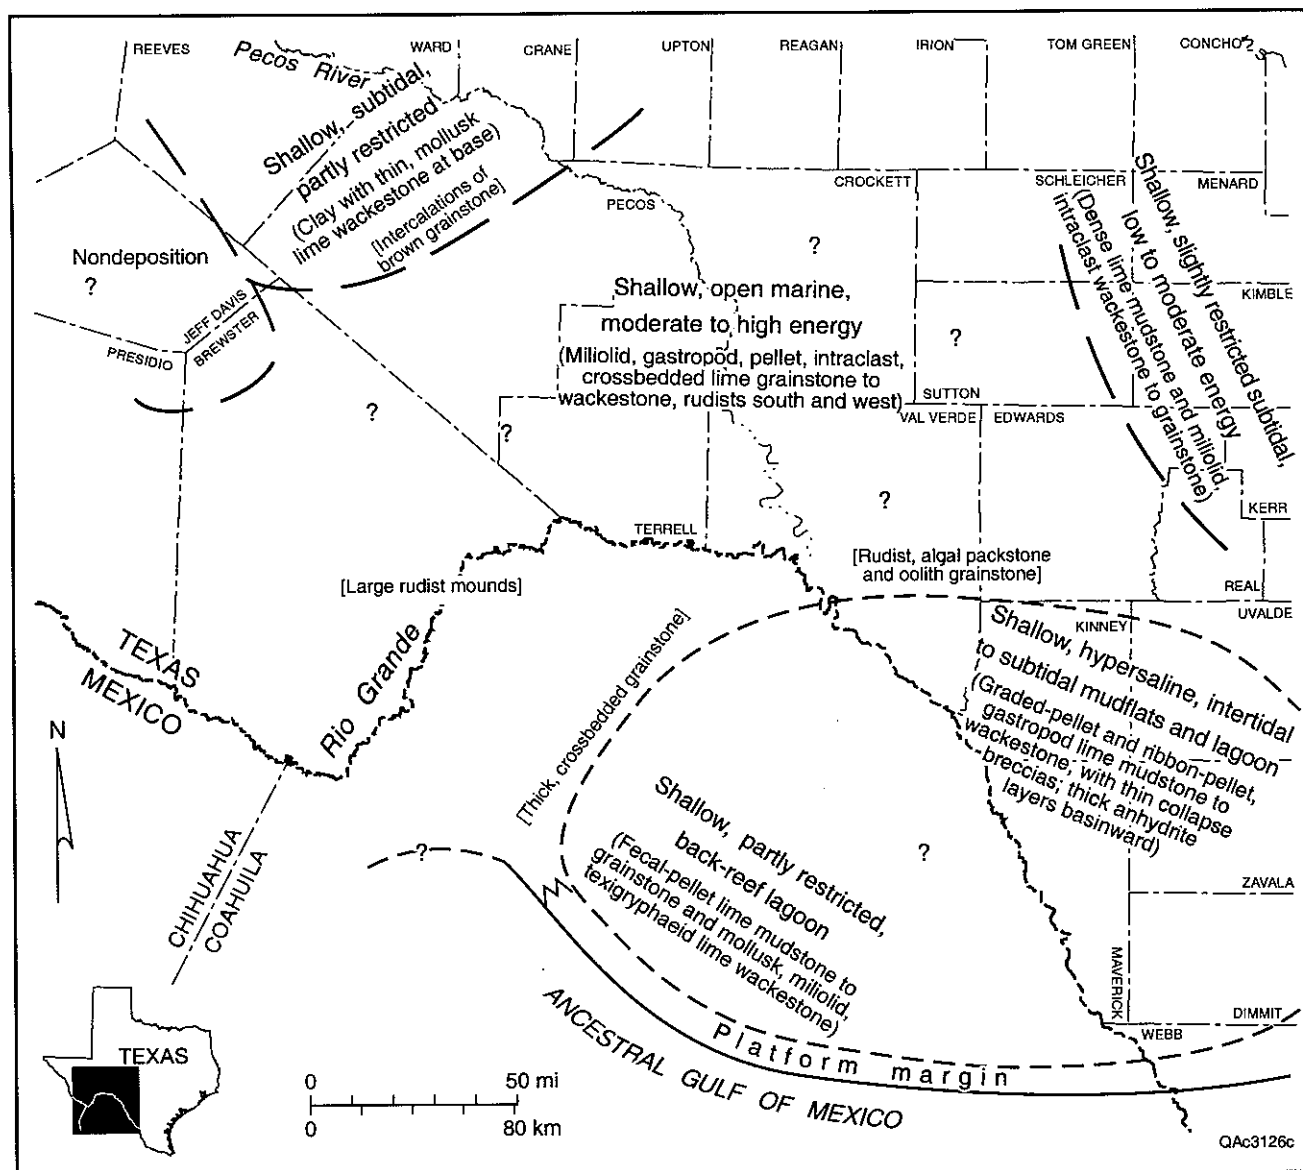 REEVES
Pecos River
WARD
CRANE
UPTON
REAGAN
IRION
TOM GREEN
CONCHO
Shallow, subtidal,
partly restricted
(Clay with thin, mollusk
lime wackestone at base)
[Intercalations of
brown grainstone]
PECOS
CROCKETT
SCHLEICHER
MENARD
Shallow, slightly restricted subtidal,
low to moderate energy
(Dense lime mudstone and miliolid,
intraclast wackestone to grainstone)
Nondeposition
?
JEFF DAVIS
BREWSTER
PRESIDIO
?
Shallow, open marine,
moderate to high energy
(Miliolid, gastropod, pellet, intraclast,
crossbedded lime grainstone to
wackestone, rudists south and west)
KIMBLE
?
SUTTON
VAL VERDE
EDWARDS
?
?
?
KERR
TERRELL
[Rudist, algal packstone
and oolith grainstone]
[Large rudist mounds]
REAL
UVALDE
KINNEY
TEXAS
MEXICO
Rio Grande
[Thick, crossbedded grainstone]
Shallow, hypersaline, intertidal
to subtidal mudflats and lagoon
(Graded-pellet and ribbon-pellet,
gastropod lime mudstone to
wackestone, with thin collapse
breccias; thick anhydrite
layers basinward)
N
Shallow, partly restricted,
back-reef lagoon
(Fecal-pellet lime mudstone to
grainstone and mollusk, miliolid,
texigryphaeid lime wackestone)
?
?
CHIHUAHUA
COAHUILA
ZAVALA
MAVERICK
DIMMIT
WEBB
Platform margin
ANCESTRAL GULF OF MEXICO
TEXAS
0 50 mi
0 80 km
QAc3126c